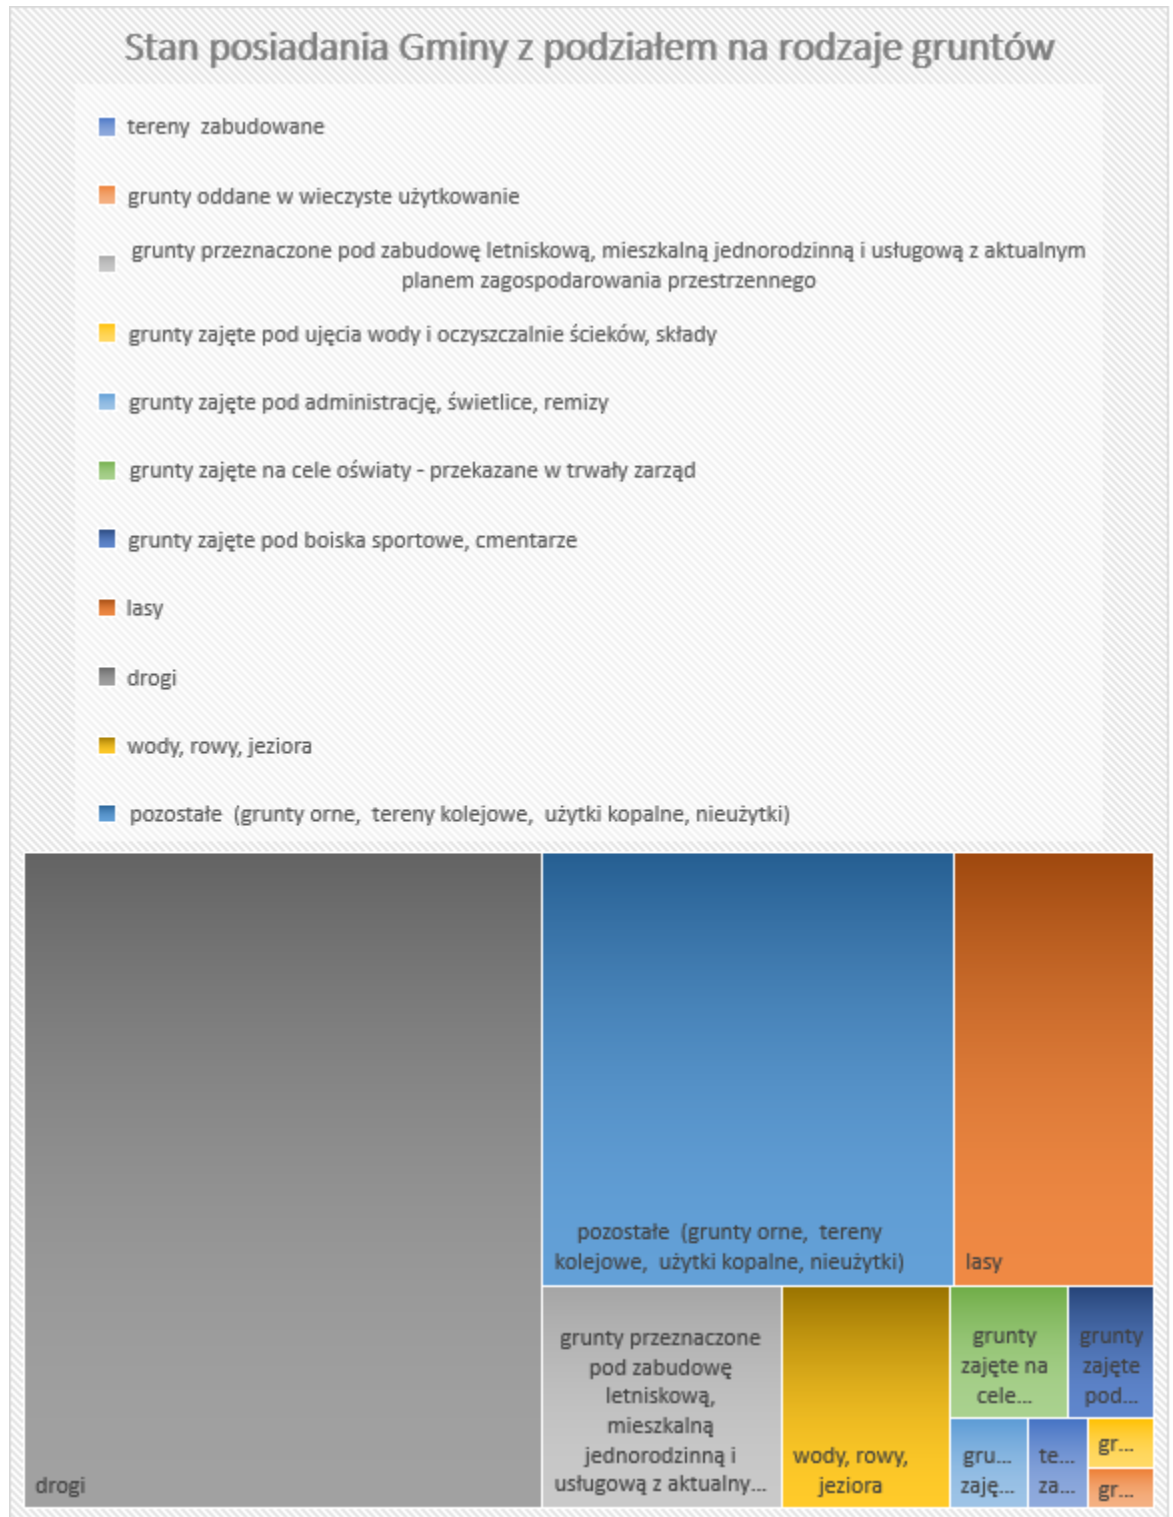 Stan posiadania Gminy z podziałem na rodzaje gruntów
tereny zabudowane
grunty oddane w wieczyste użytkowanie
grunty przeznaczone pod zabudowę letniskową, mieszkalną jednorodzinną i usługową z aktualnym
planem zagospodarowania przestrzennego
grunty zajęte pod ujęcia wody i oczyszczalnie ścieków, składy
grunty zajęte pod administrację, świetlice, remizy
grunty zajęte na cele oświaty - przekazane w trwały zarząd
grunty zajęte pod boiska sportowe, cmentarze
lasy
drogi
wody, rowy, jeziora
pozostałe (grunty orne, tereny kolejowe, użytki kopalne, nieużytki)
pozostałe (grunty orne, tereny
kolejowe, użytki kopalne, nieużytki)
lasy
drogi
grunty przeznaczone
pod zabudowę
letniskową,
mieszkalną
jednorodzinną i
usługową z aktualny...
wody, rowy,
jeziora
grunty
zajęte na
cele...
grunty
zajęte
pod...
gru...
zaję...
te...
za...
gr...
gr...